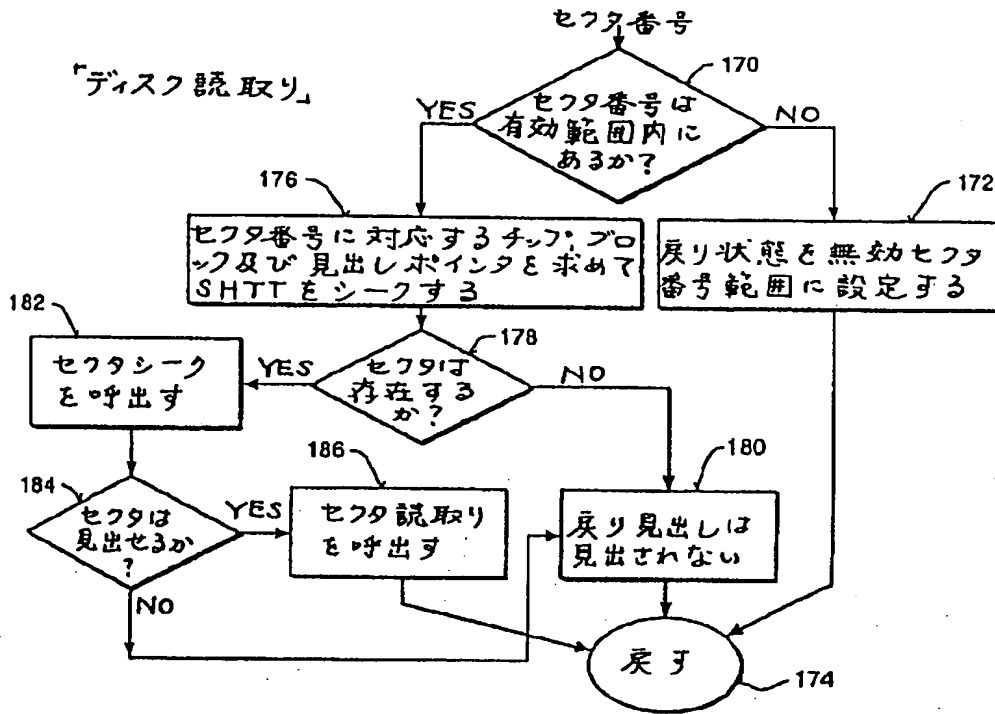 セクタ番号
「ディスク読取り」
170
セクタ番号は
有効範囲内に
あるか?
YES
NO
176
セクタ番号に対応するチップ,ブロ
ック及び見出しポインタを求めて
SHTTをシークする
172
戻り状態を無効セクタ
番号範囲に設定する
182
セクタシーク
を呼出す
YES
178
セクタは
存在する
か?
NO
184
セクタは
見出せるか
?
YES
NO
186
セクタ読取り
を呼出す
180
戻り見出しは
見出されない
戻す
174